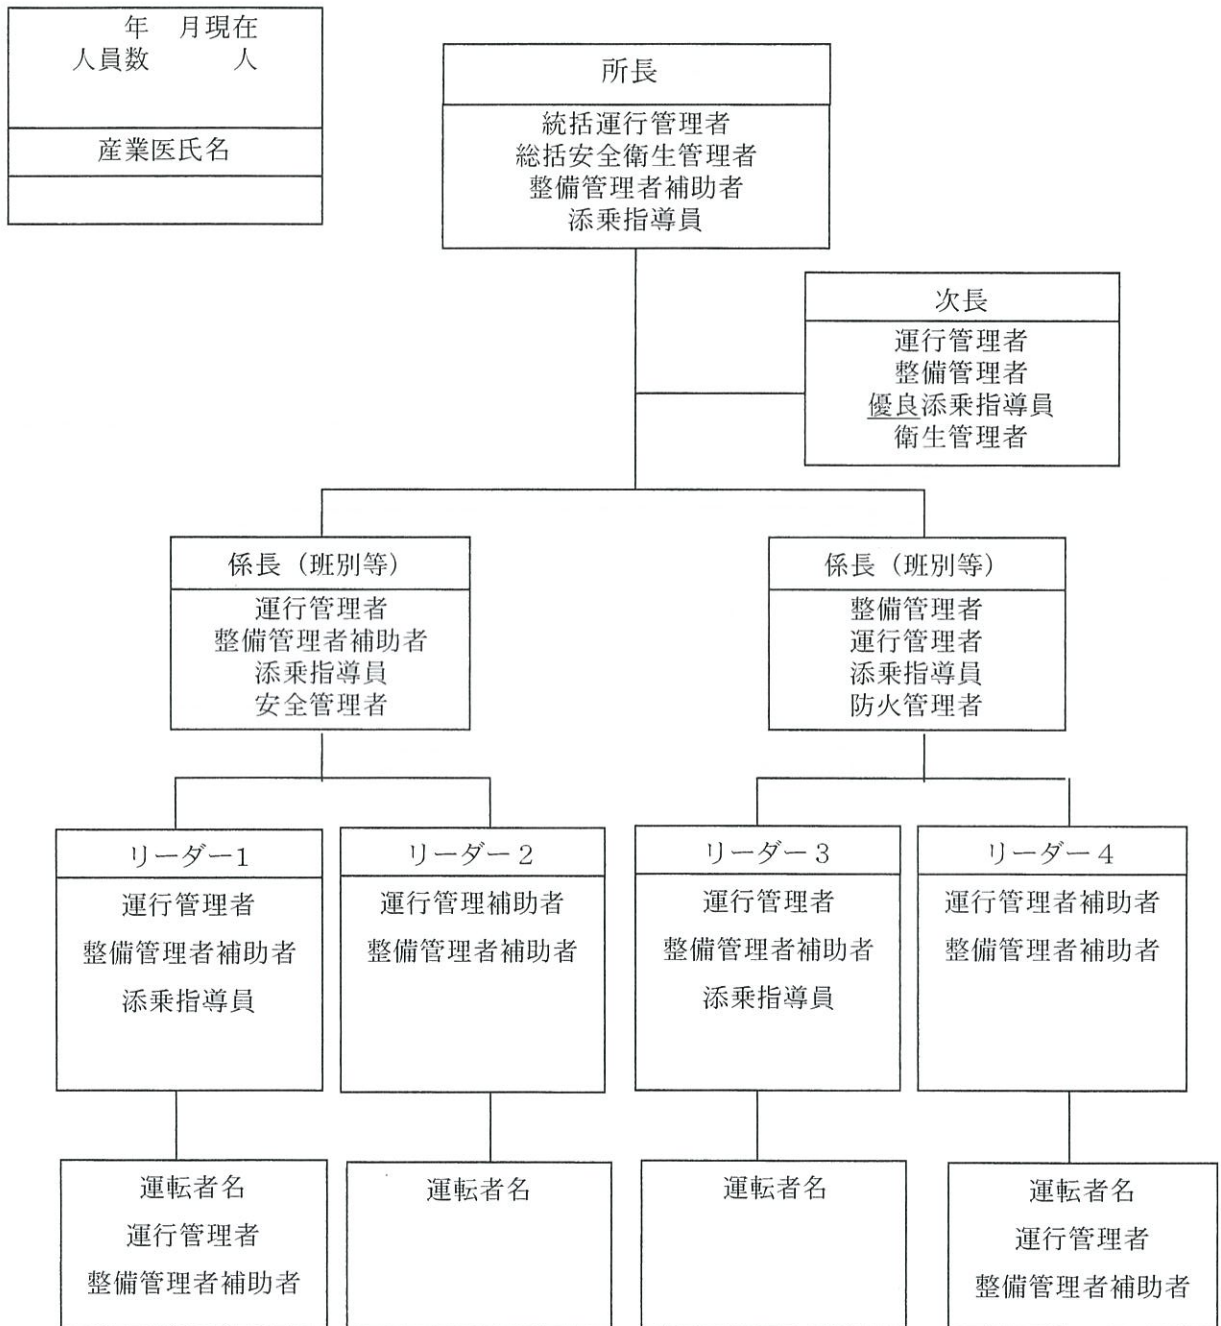 年　月現在
人員数　　　人
産業医氏名
所長
統括運行管理者
総括安全衛生管理者
整備管理者補助者
添乗指導員
次長
運行管理者
整備管理者
優良添乗指導員
衛生管理者
係長（班別等）
運行管理者
整備管理者補助者
添乗指導員
安全管理者
係長（班別等）
整備管理者
運行管理者
添乗指導員
防火管理者
リーダー1
運行管理者
整備管理者補助者
添乗指導員
リーダー２
運行管理補助者
整備管理者補助者
リーダー３
運行管理者
整備管理者補助者
添乗指導員
リーダー４
運行管理者補助者
整備管理者補助者
運転者名
運行管理者
整備管理者補助者
運転者名
運転者名
運転者名
運行管理者
整備管理者補助者